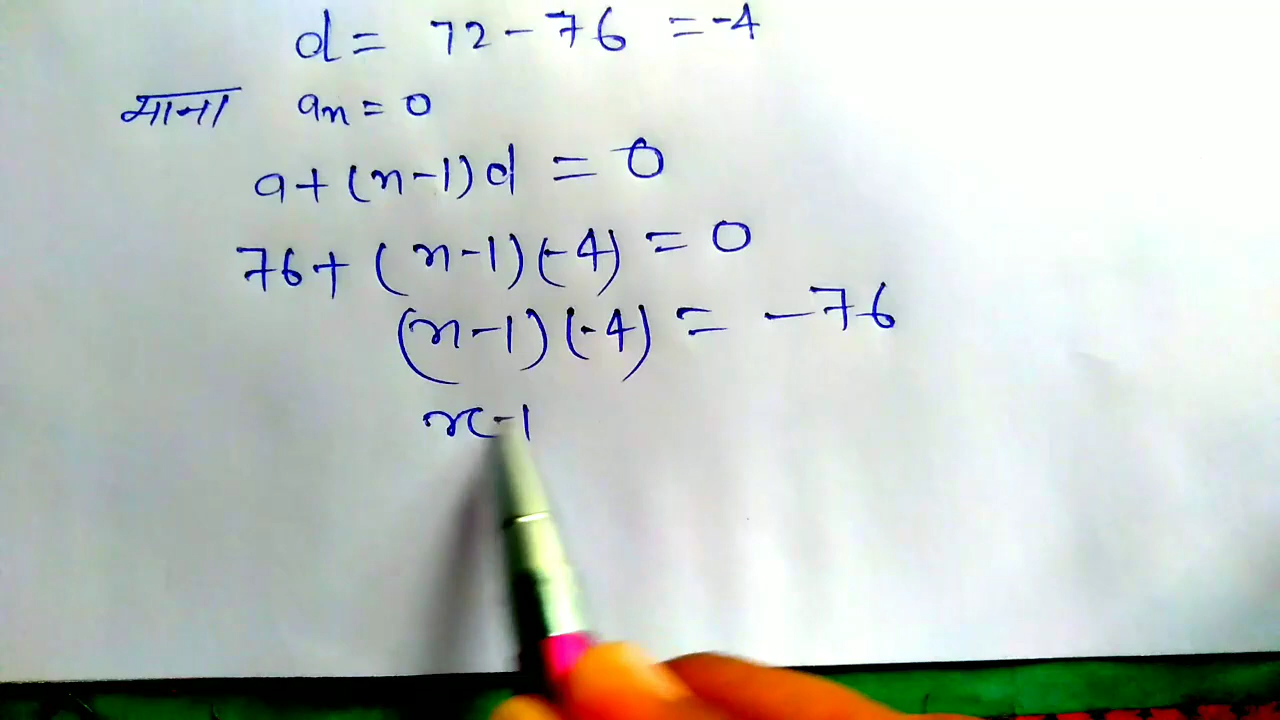 d = 72 - 76 = -4
माना an = 0
a + (n-1)d = 0
76 + (n-1)(-4) = 0
(n-1)(-4) = -76
n-1